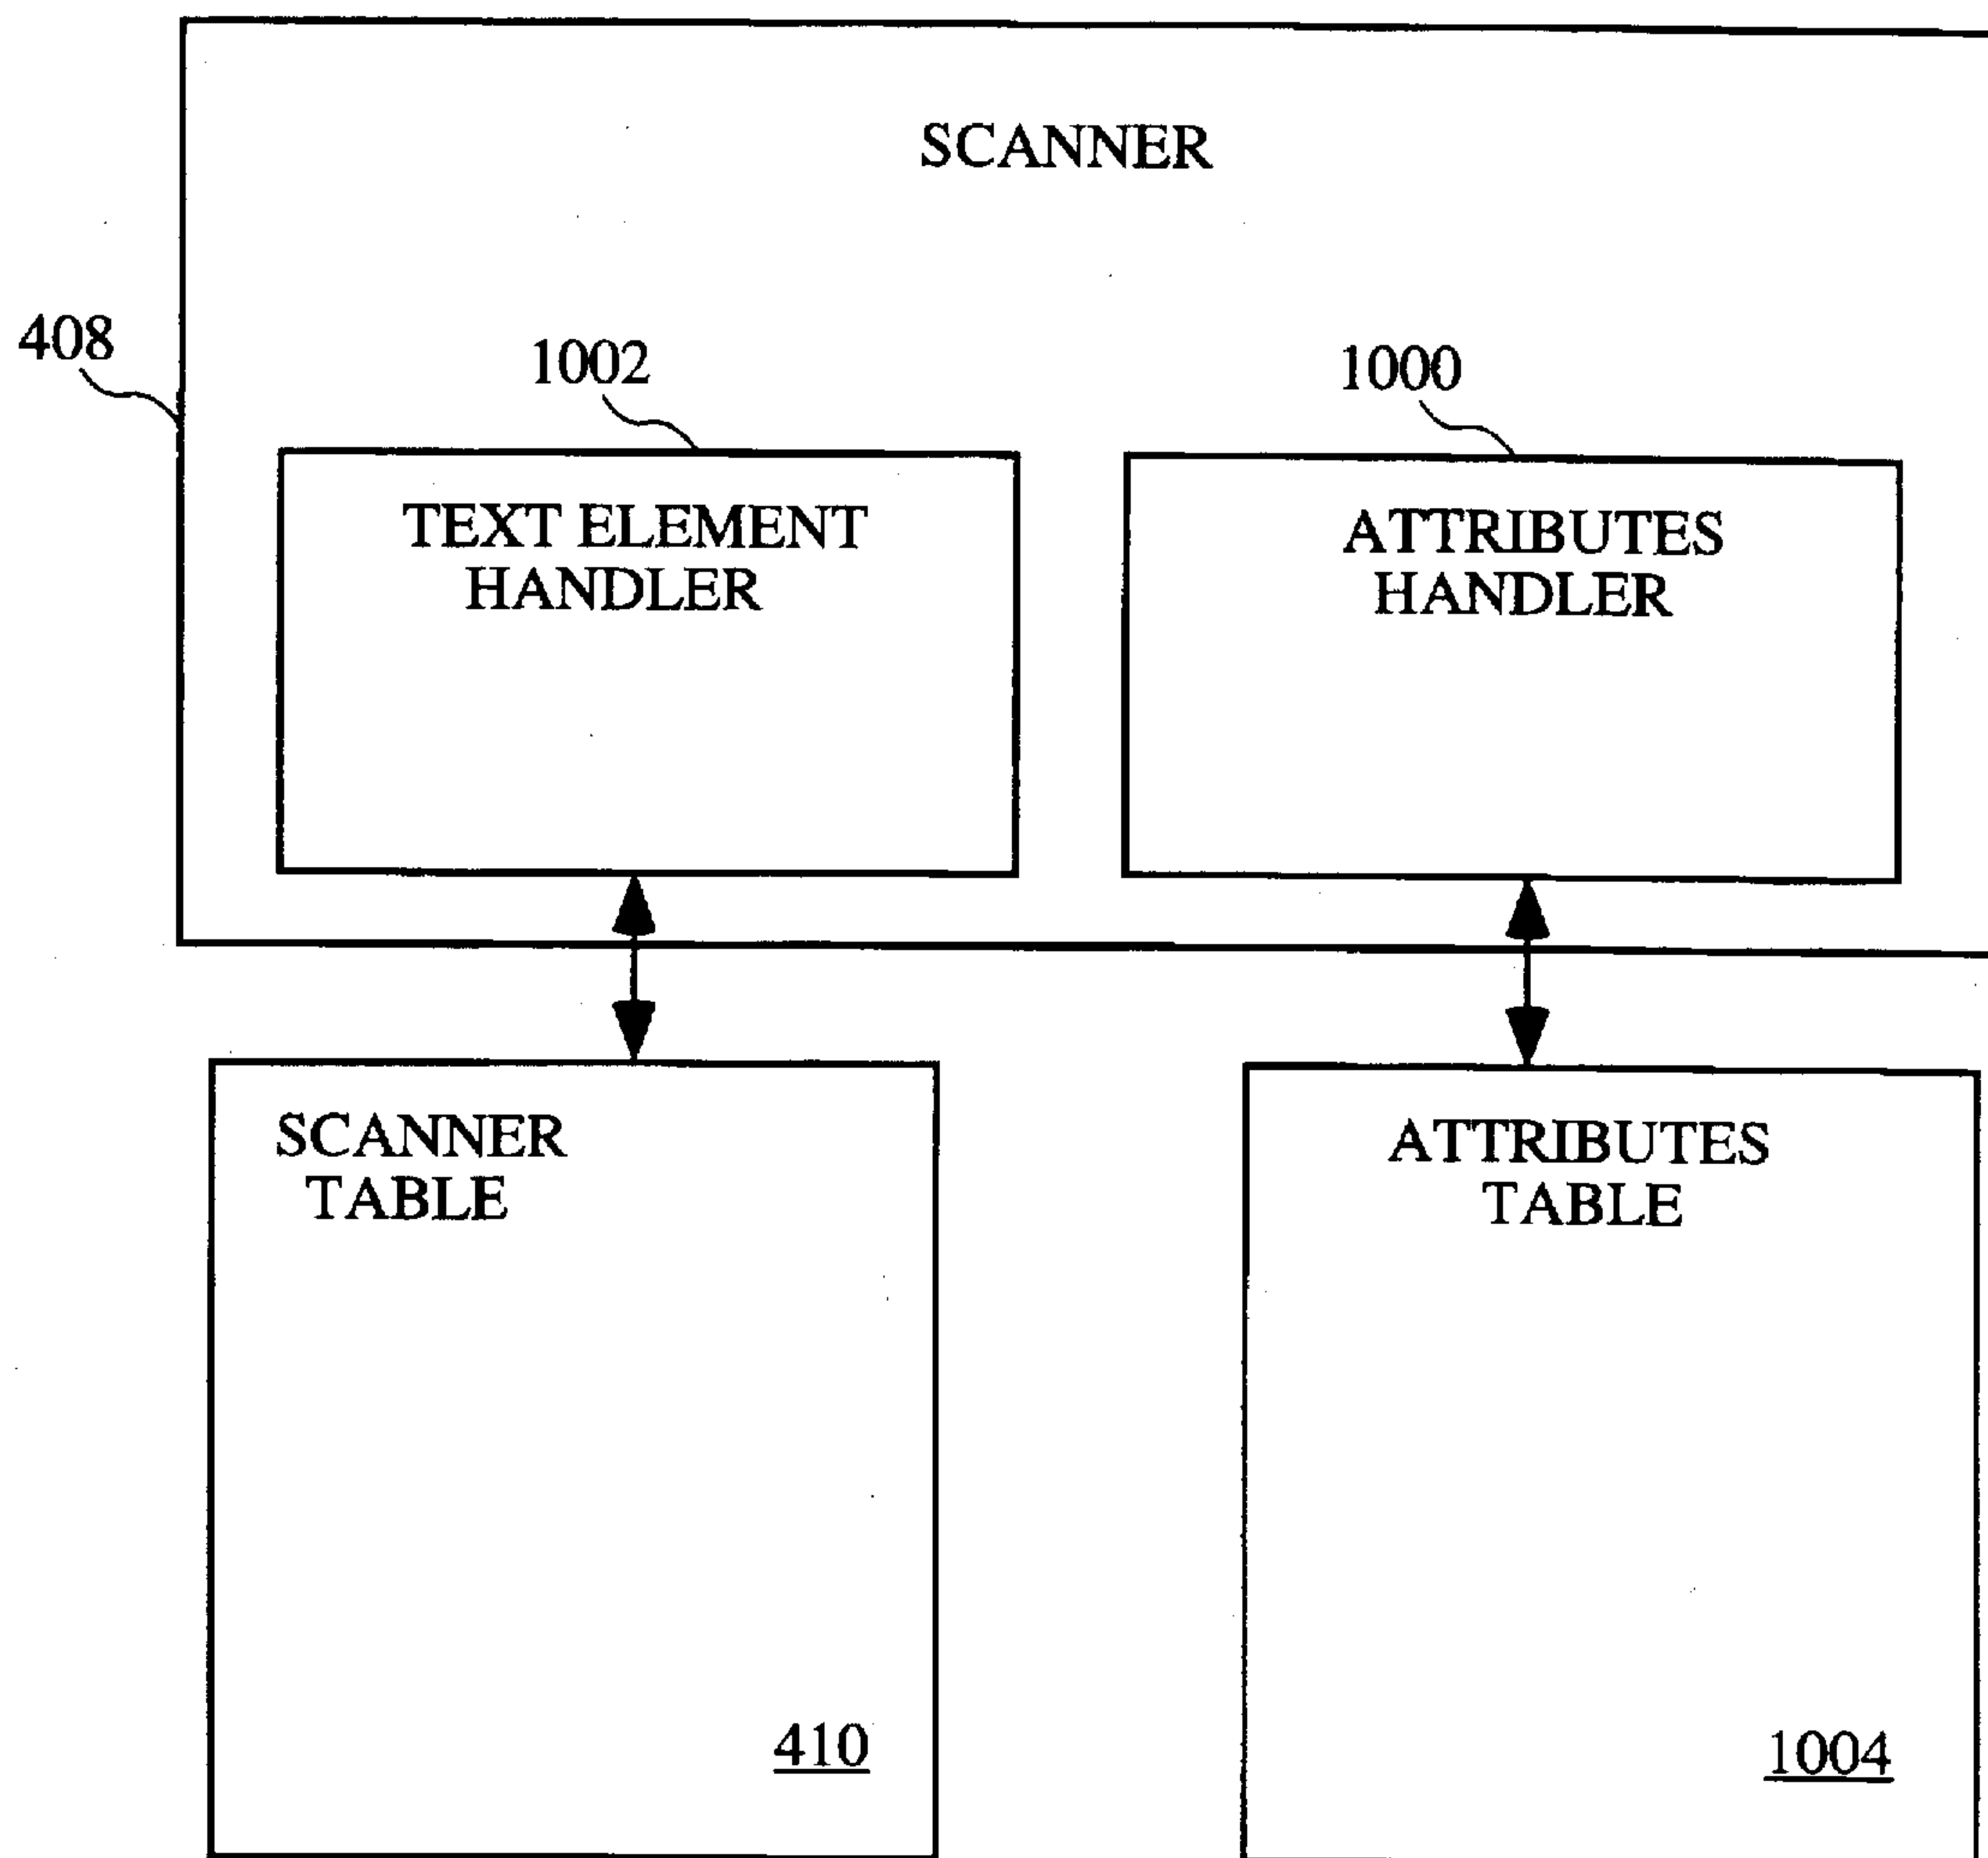 SCANNER
408
1002
1000
TEXT ELEMENT
HANDLER
ATTRIBUTES
HANDLER
SCANNER
TABLE
ATTRIBUTES
TABLE
410
1004